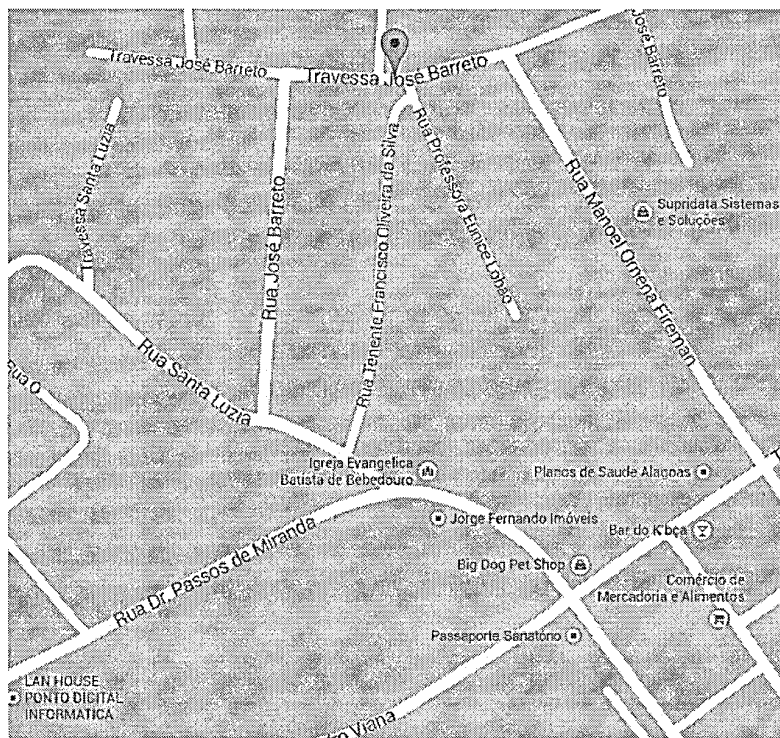 Travessa José Barreto
Travessa José Barreto
José Barreto
Travessa Santa Luzia
Rua José Barreto
Rua Tenente Francisco Oliveira da Silva
Rua Professora Eunice Lobão
Rua Manoel Omena Fireman
Supridata Sistemas
e Soluções
Rua O
Rua Santa Luzia
Igreja Evangelica
Batista de Bebedouro
Planos de Saude Alagoas
Jorge Fernando Imóveis
Bar do K'bça
Rua Dr. Passos de Miranda
Big Dog Pet Shop
Comércio de
Mercadoria e Alimentos
Passaporte Sanatório
LAN HOUSE
PONTO DIGITAL
INFORMATICA
Viana